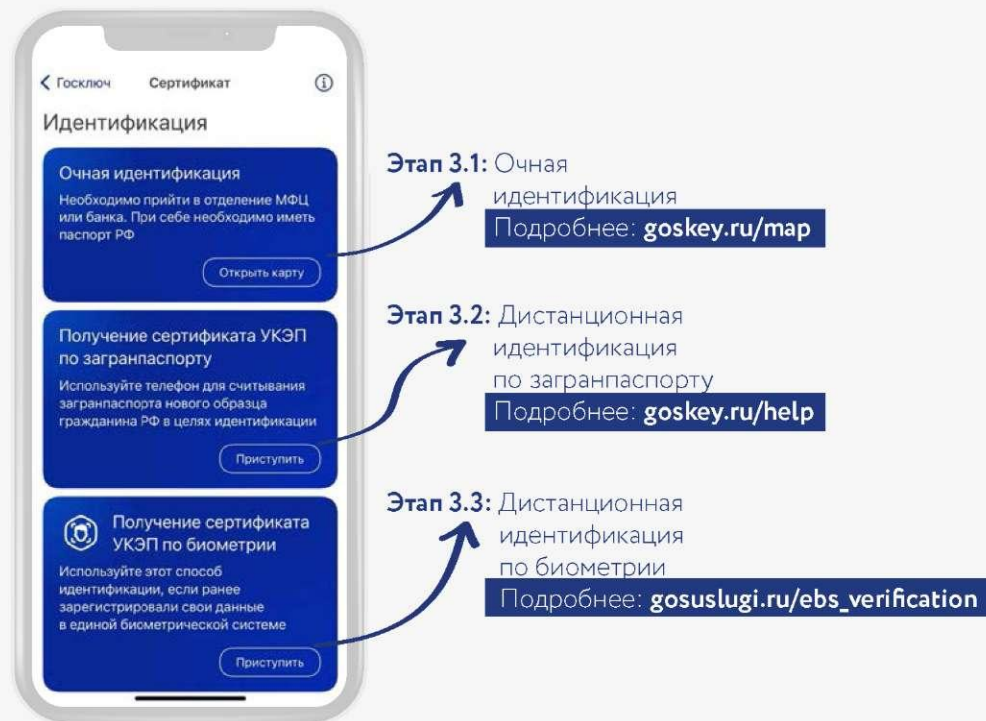 Госключ
Сертификат
Идентификация
Очная идентификация
Необходимо прийти в отделение МФЦ
или банка. При себе необходимо иметь
паспорт РФ
Открыть карту
Получение сертификата УКЭП
по загранпаспорту
Используйте телефон для считывания
загранпаспорта нового образца
гражданина РФ в целях идентификации
Приступить
Получение сертификата
УКЭП по биометрии
Используйте этот способ
идентификации, если ранее
зарегистрировали свои данные
в единой биометрической системе
Приступить
Этап 3.1: Очная
идентификация
Подробнее: goskey.ru/map
Этап 3.2: Дистанционная
идентификация
по загранпаспорту
Подробнее: goskey.ru/help
Этап 3.3: Дистанционная
идентификация
по биометрии
Подробнее: gosuslugi.ru/ebs_verification